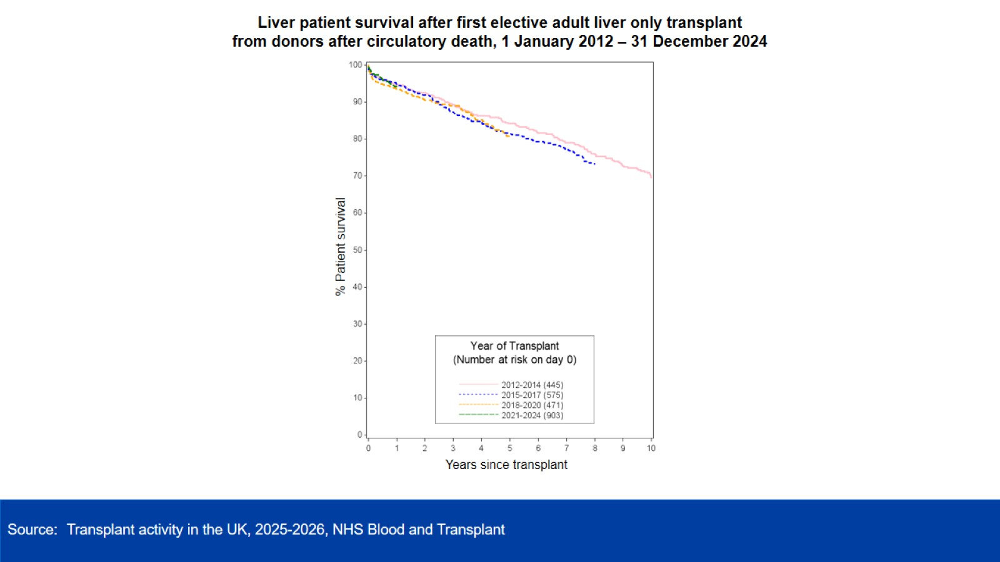 Liver patient survival after first elective adult liver only transplant
from donors after circulatory death, 1 January 2012 – 31 December 2024
100
90
80
70
60
50
40
30
20
10
0
% Patient survival
Year of Transplant
(Number at risk on day 0)
2012-2014 (445)
2015-2017 (575)
2018-2020 (471)
2021-2024 (903)
0 1 2 3 4 5 6 7 8 9 10
Years since transplant
Source: Transplant activity in the UK, 2025-2026, NHS Blood and Transplant